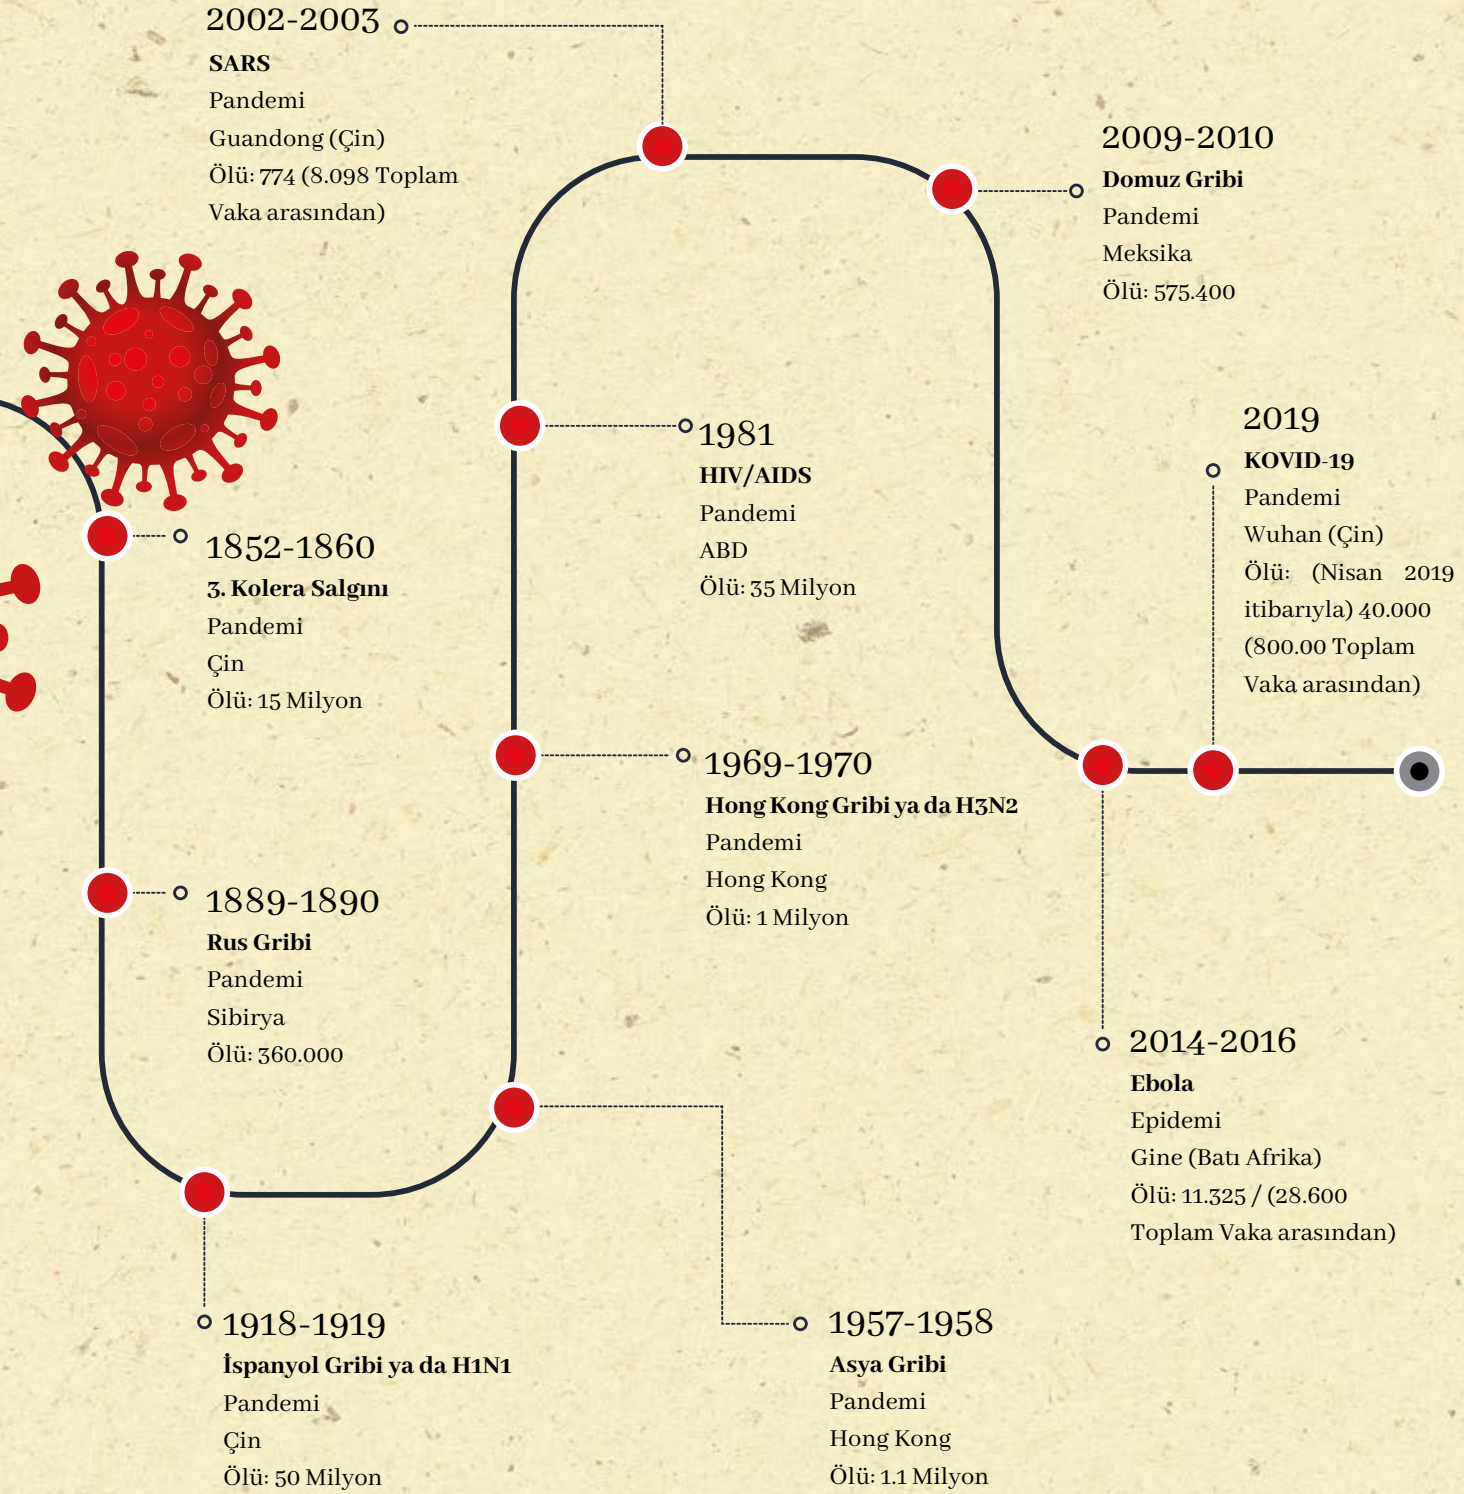 2002-2003
SARS
Pandemi
Guandong (Çin)
Ölü: 774 (8.098 Toplam
Vaka arasından)
2009-2010
Domuz Gribi
Pandemi
Meksika
Ölü: 575.400
1981
HIV/AIDS
Pandemi
ABD
Ölü: 35 Milyon
2019
KOVID-19
Pandemi
Wuhan (Çin)
Ölü: (Nisan 2019
itibarıyla) 40.000
(800.00 Toplam
Vaka arasından)
1852-1860
3. Kolera Salgını
Pandemi
Çin
Ölü: 15 Milyon
1969-1970
Hong Kong Gribi ya da H3N2
Pandemi
Hong Kong
Ölü: 1 Milyon
1889-1890
Rus Gribi
Pandemi
Sibirya
Ölü: 360.000
2014-2016
Ebola
Epidemi
Gine (Batı Afrika)
Ölü: 11.325 / (28.600
Toplam Vaka arasından)
1918-1919
İspanyol Gribi ya da H1N1
Pandemi
Çin
Ölü: 50 Milyon
1957-1958
Asya Gribi
Pandemi
Hong Kong
Ölü: 1.1 Milyon